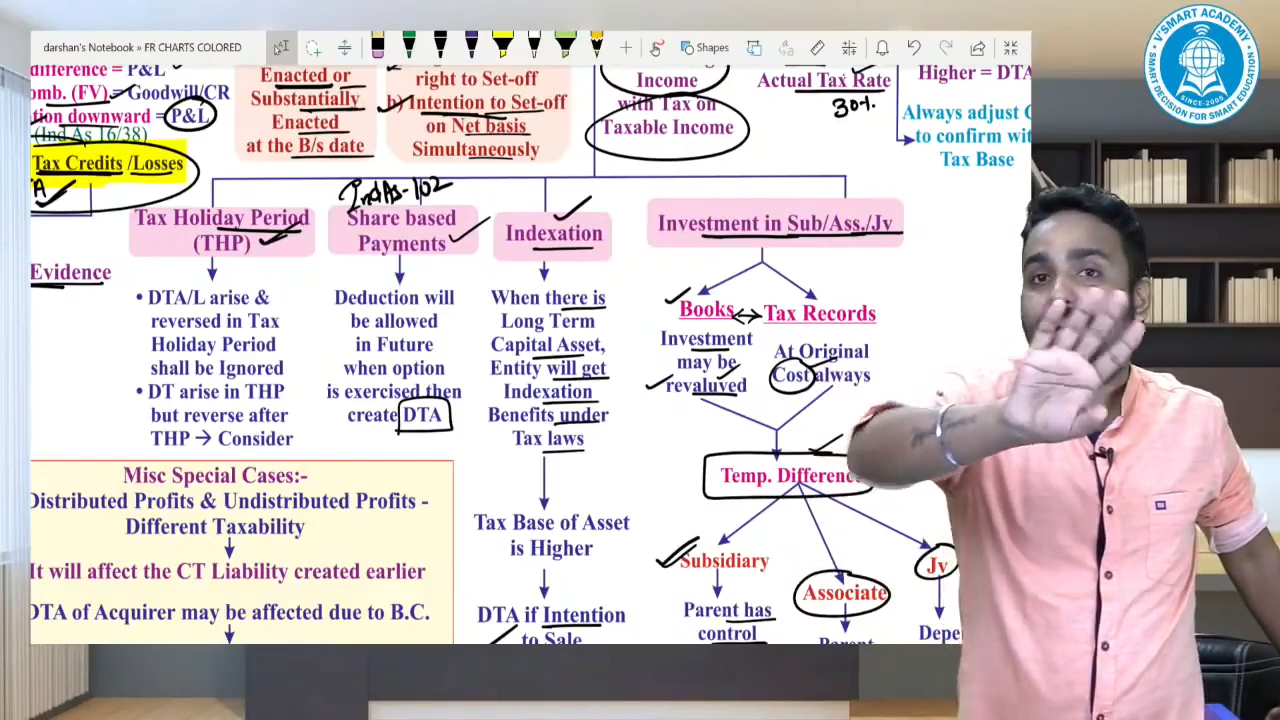 darshan's Notebook » FR CHARTS COLORED
Shapes
difference = P&L
omb. (FV) = Goodwill/CR
tion downward = P&L
(Ind As 16/38)
Tax Credits /Losses
Evidence
Enacted or
Substantially
Enacted
at the B/s date
right to Set-off
b) Intention to Set-off
on Net basis
Simultaneously
Income
with Tax on
Taxable Income
Actual Tax Rate
30%
Higher = DTA
Always adjust
to confirm wit
Tax Base
Tax Holiday Period
(THP)
• DTA/L arise &
reversed in Tax
Holiday Period
shall be Ignored
• DT arise in THP
but reverse after
THP → Consider
IndAs-102
Share based
Payments
Deduction will
be allowed
in Future
when option
is exercised then
create DTA
Indexation
When there is
Long Term
Capital Asset,
Entity will get
Indexation
Benefits under
Tax laws
Tax Base of Asset
is Higher
DTA if Intention
to Sale
Investment in Sub/Ass./Jv
Books ↔ Tax Records
Investment
may be
revaluved
At Original
Cost always
Temp. Differenc
Subsidiary
Parent has
control
Associate
Parent
Jv
Depe
Misc Special Cases:-
Distributed Profits & Undistributed Profits -
Different Taxability
It will affect the CT Liability created earlier
DTA of Acquirer may be affected due to B.C.
V'SMART ACADEMY
SINCE-2005
SMART DECISION FOR SMART EDUCATION